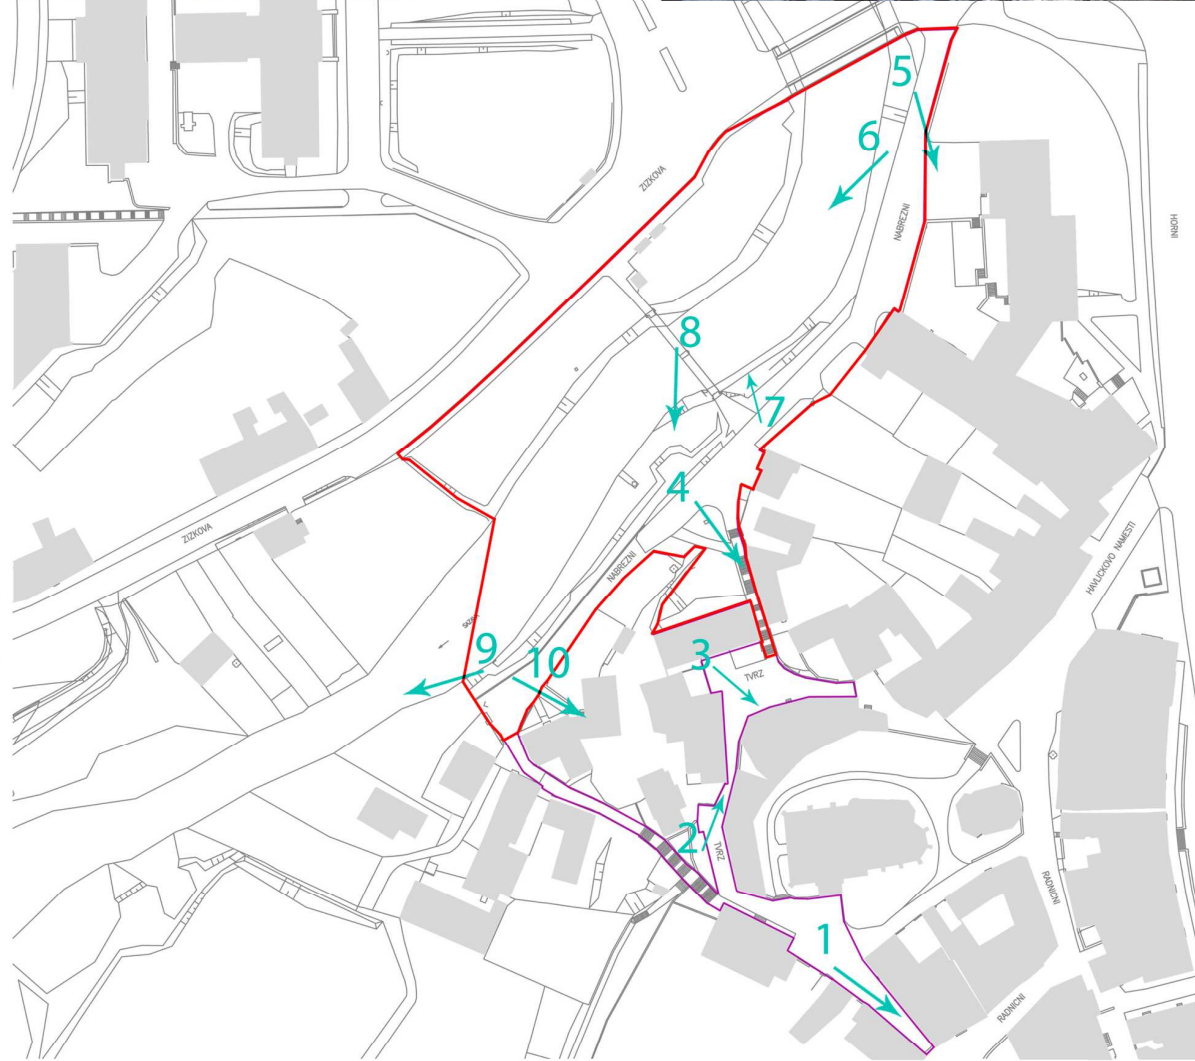 5
6
ZIZKOVA
NABREZNI
HORNI
8
7
4
ZIZKOVA
NABREZNI
HAVLICKOVO NAMESTI
9
10
3
TVRZ
2
TVRZ
RADNICNI
1
RADNICNI